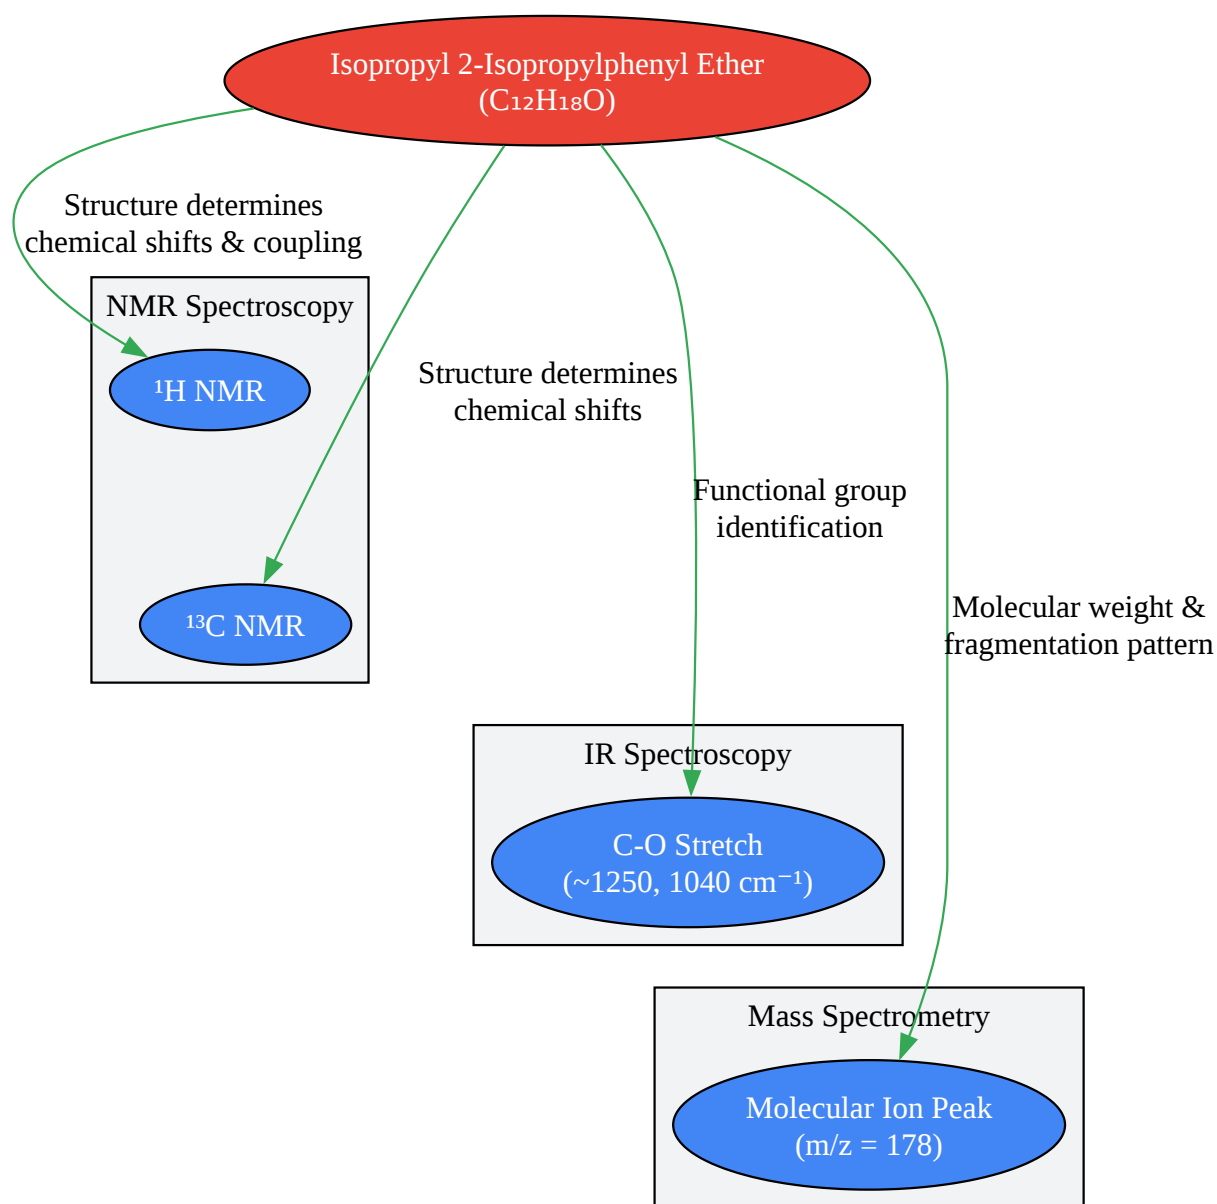 Isopropyl 2-Isopropylphenyl Ether
(C₁₂H₁₈O)
Structure determines
chemical shifts & coupling
NMR Spectroscopy
¹H NMR
Structure determines
chemical shifts
Functional group
identification
¹³C NMR
Molecular weight &
fragmentation pattern
IR Spectroscopy
C-O Stretch
(~1250, 1040 cm⁻¹)
Mass Spectrometry
Molecular Ion Peak
(m/z = 178)